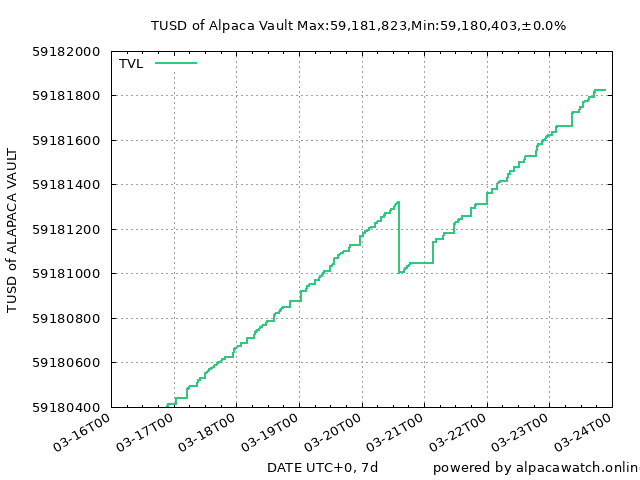 TUSD of Alpaca Vault Max:59,181,823,Min:59,180,403,±0.0%
TVL
59182000
59181800
59181600
59181400
59181200
59181000
59180800
59180600
59180400
TUSD of ALAPACA VAULT
03-16T00
03-17T00
03-18T00
03-19T00
03-20T00
03-21T00
03-22T00
03-23T00
03-24T00
DATE UTC+0, 7d
powered by alpacawatch.online